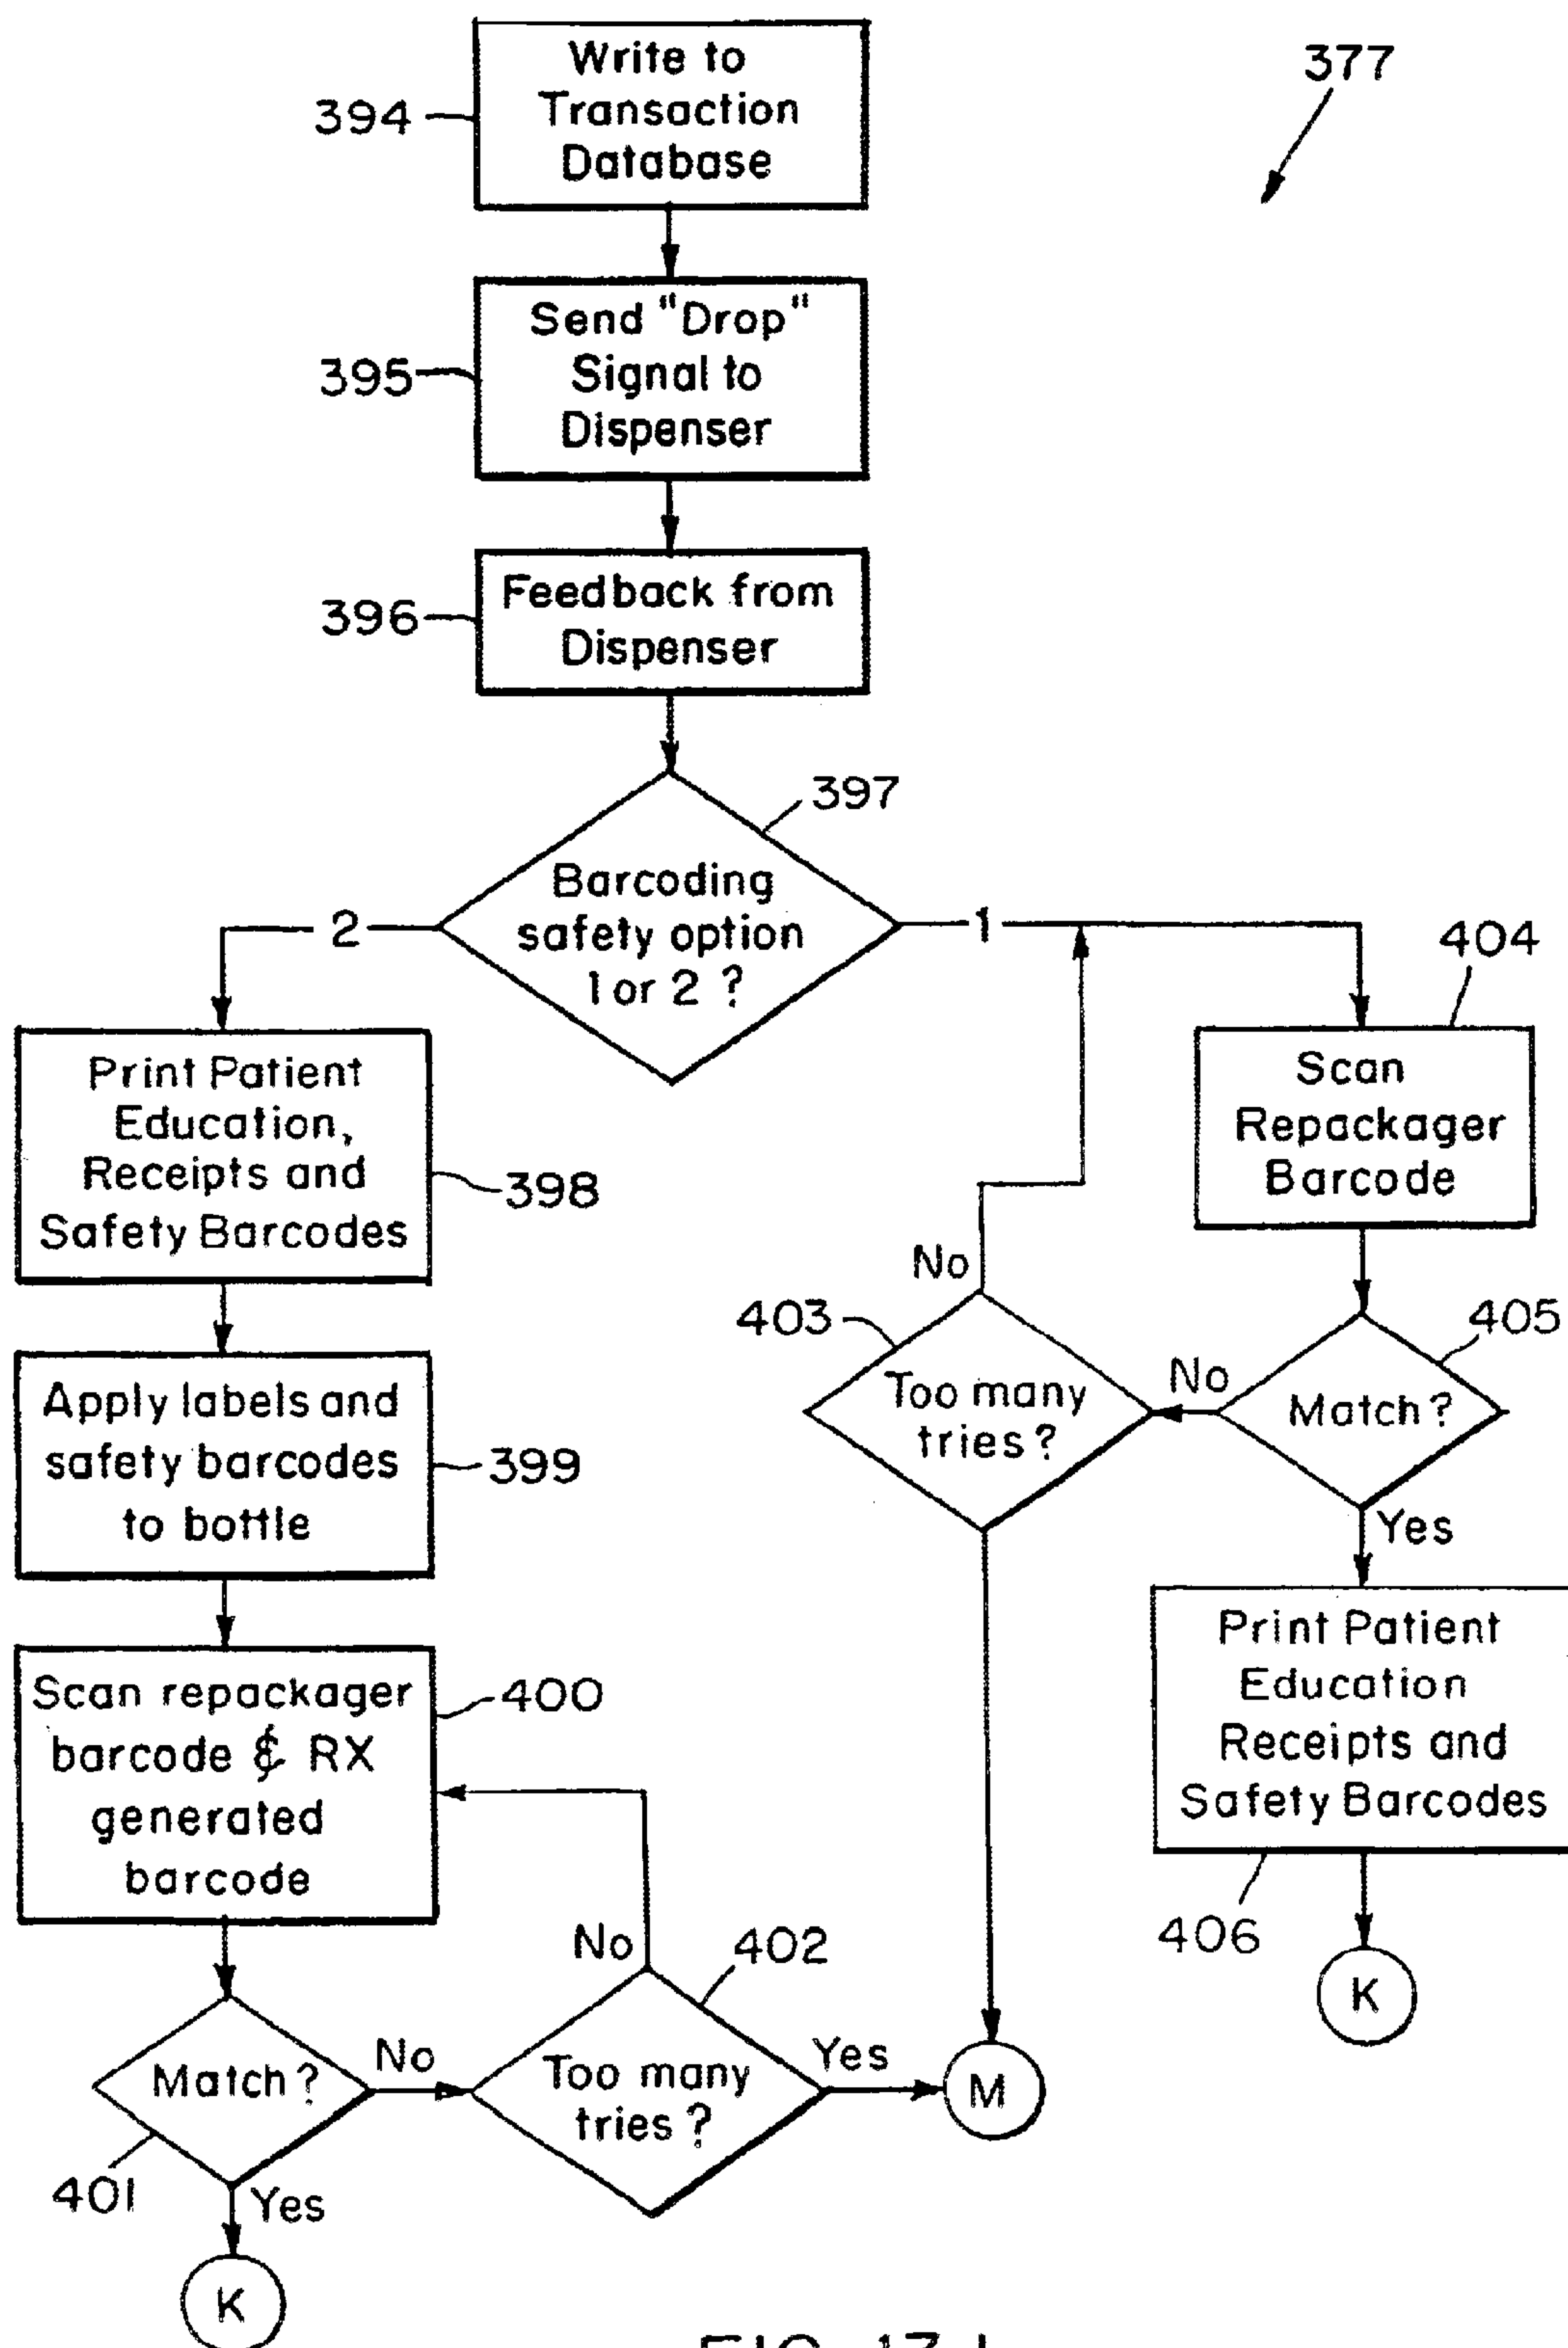 377
394
Write to
Transaction
Database
395
Send "Drop"
Signal to
Dispenser
396
Feedback from
Dispenser
397
Barcoding
safety option
1 or 2 ?
2
1
404
Scan
Repackager
Barcode
Print Patient
Education,
Receipts and
Safety Barcodes
398
No
403
Too many
tries?
No
405
Match?
Yes
Apply labels and
safety barcodes
to bottle
399
Print Patient
Education
Receipts and
Safety Barcodes
406
K
Scan repackager
barcode & RX
generated
barcode
400
No
402
Match?
No
Too many
tries?
Yes
M
401
Yes
K